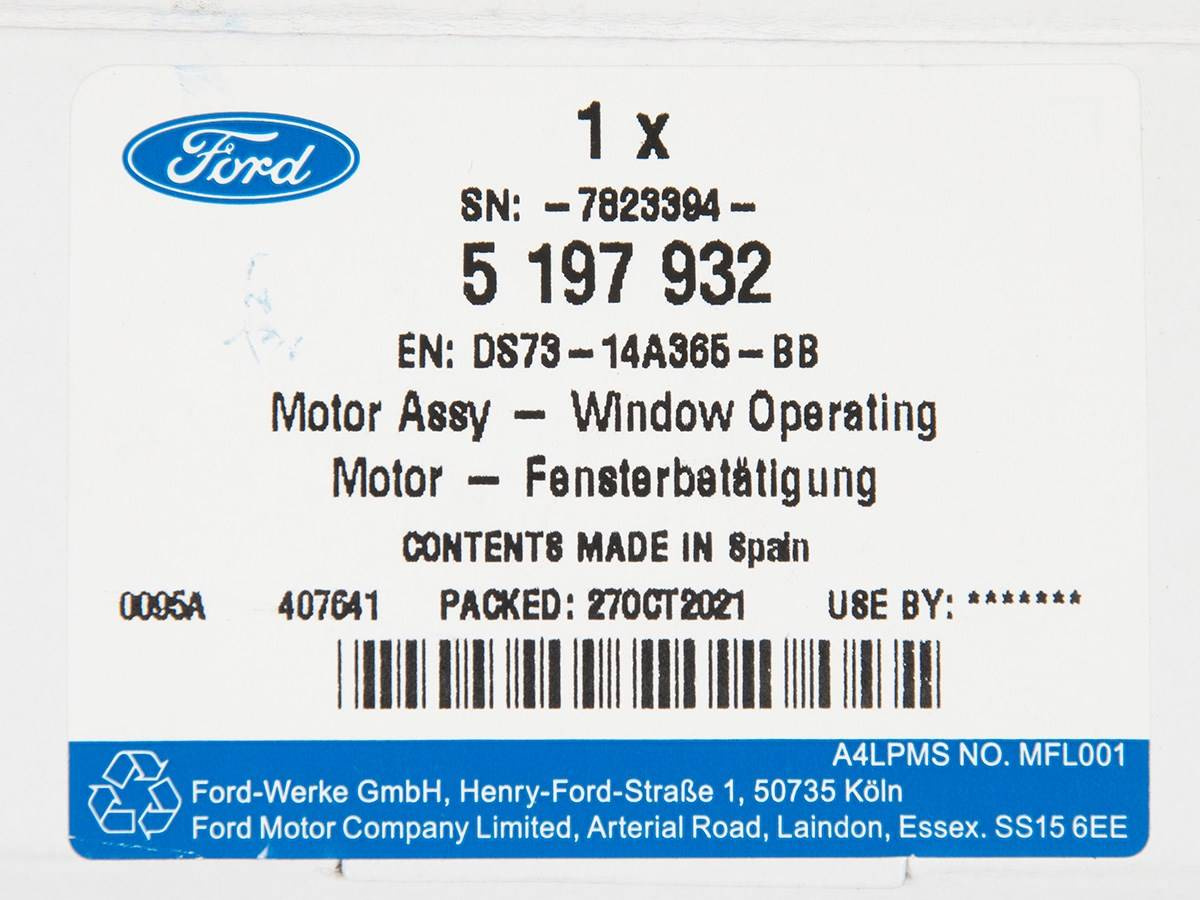 Ford
1 x
SN: -7823394-
5 197 932
EN: DS73-14A365-BB
Motor Assy - Window Operating
Motor - Fensterbetätigung
CONTENTS MADE IN Spain
0095A 407641 PACKED: 27OCT2021 USE BY: *******
A4LPMS NO. MFL001
Ford-Werke GmbH, Henry-Ford-Straße 1, 50735 Köln
Ford Motor Company Limited, Arterial Road, Laindon, Essex. SS15 6EE